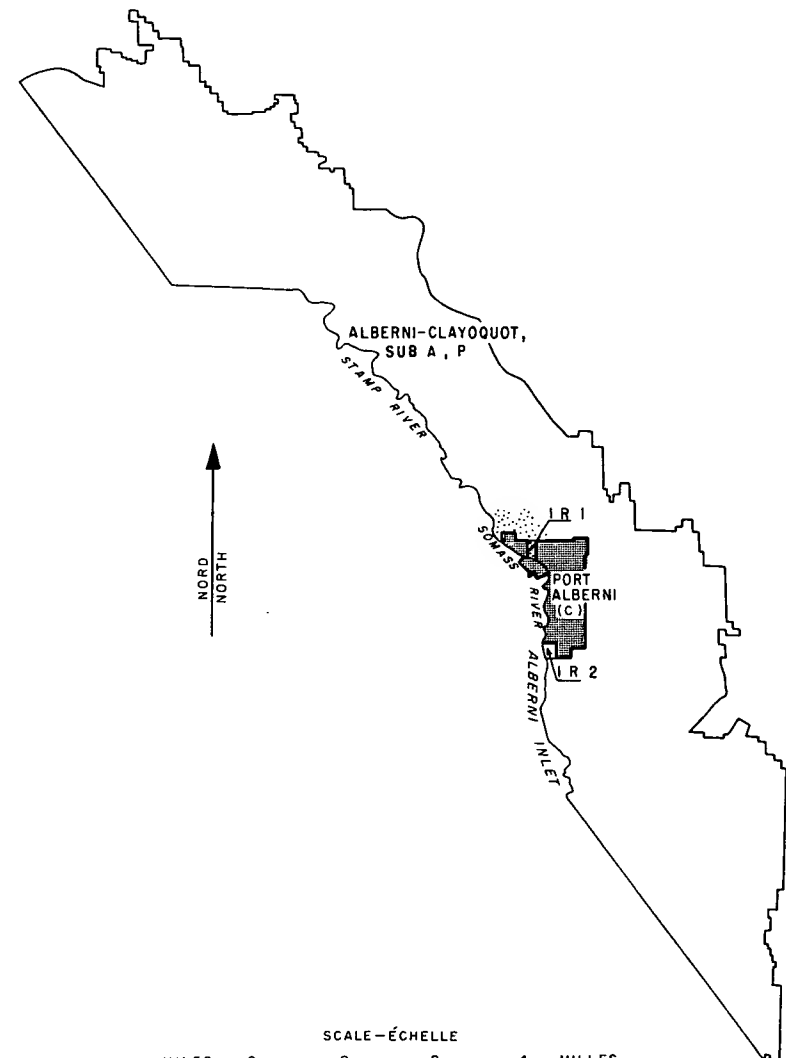 ALBERNI-CLAYOQUOT,
SUB A, P
STAMP RIVER
NORD
NORTH
I R 1
SOMASS RIVER
PORT
ALBERNI
(C)
I R 2
ALBERNI INLET
SCALE-ÉCHELLE